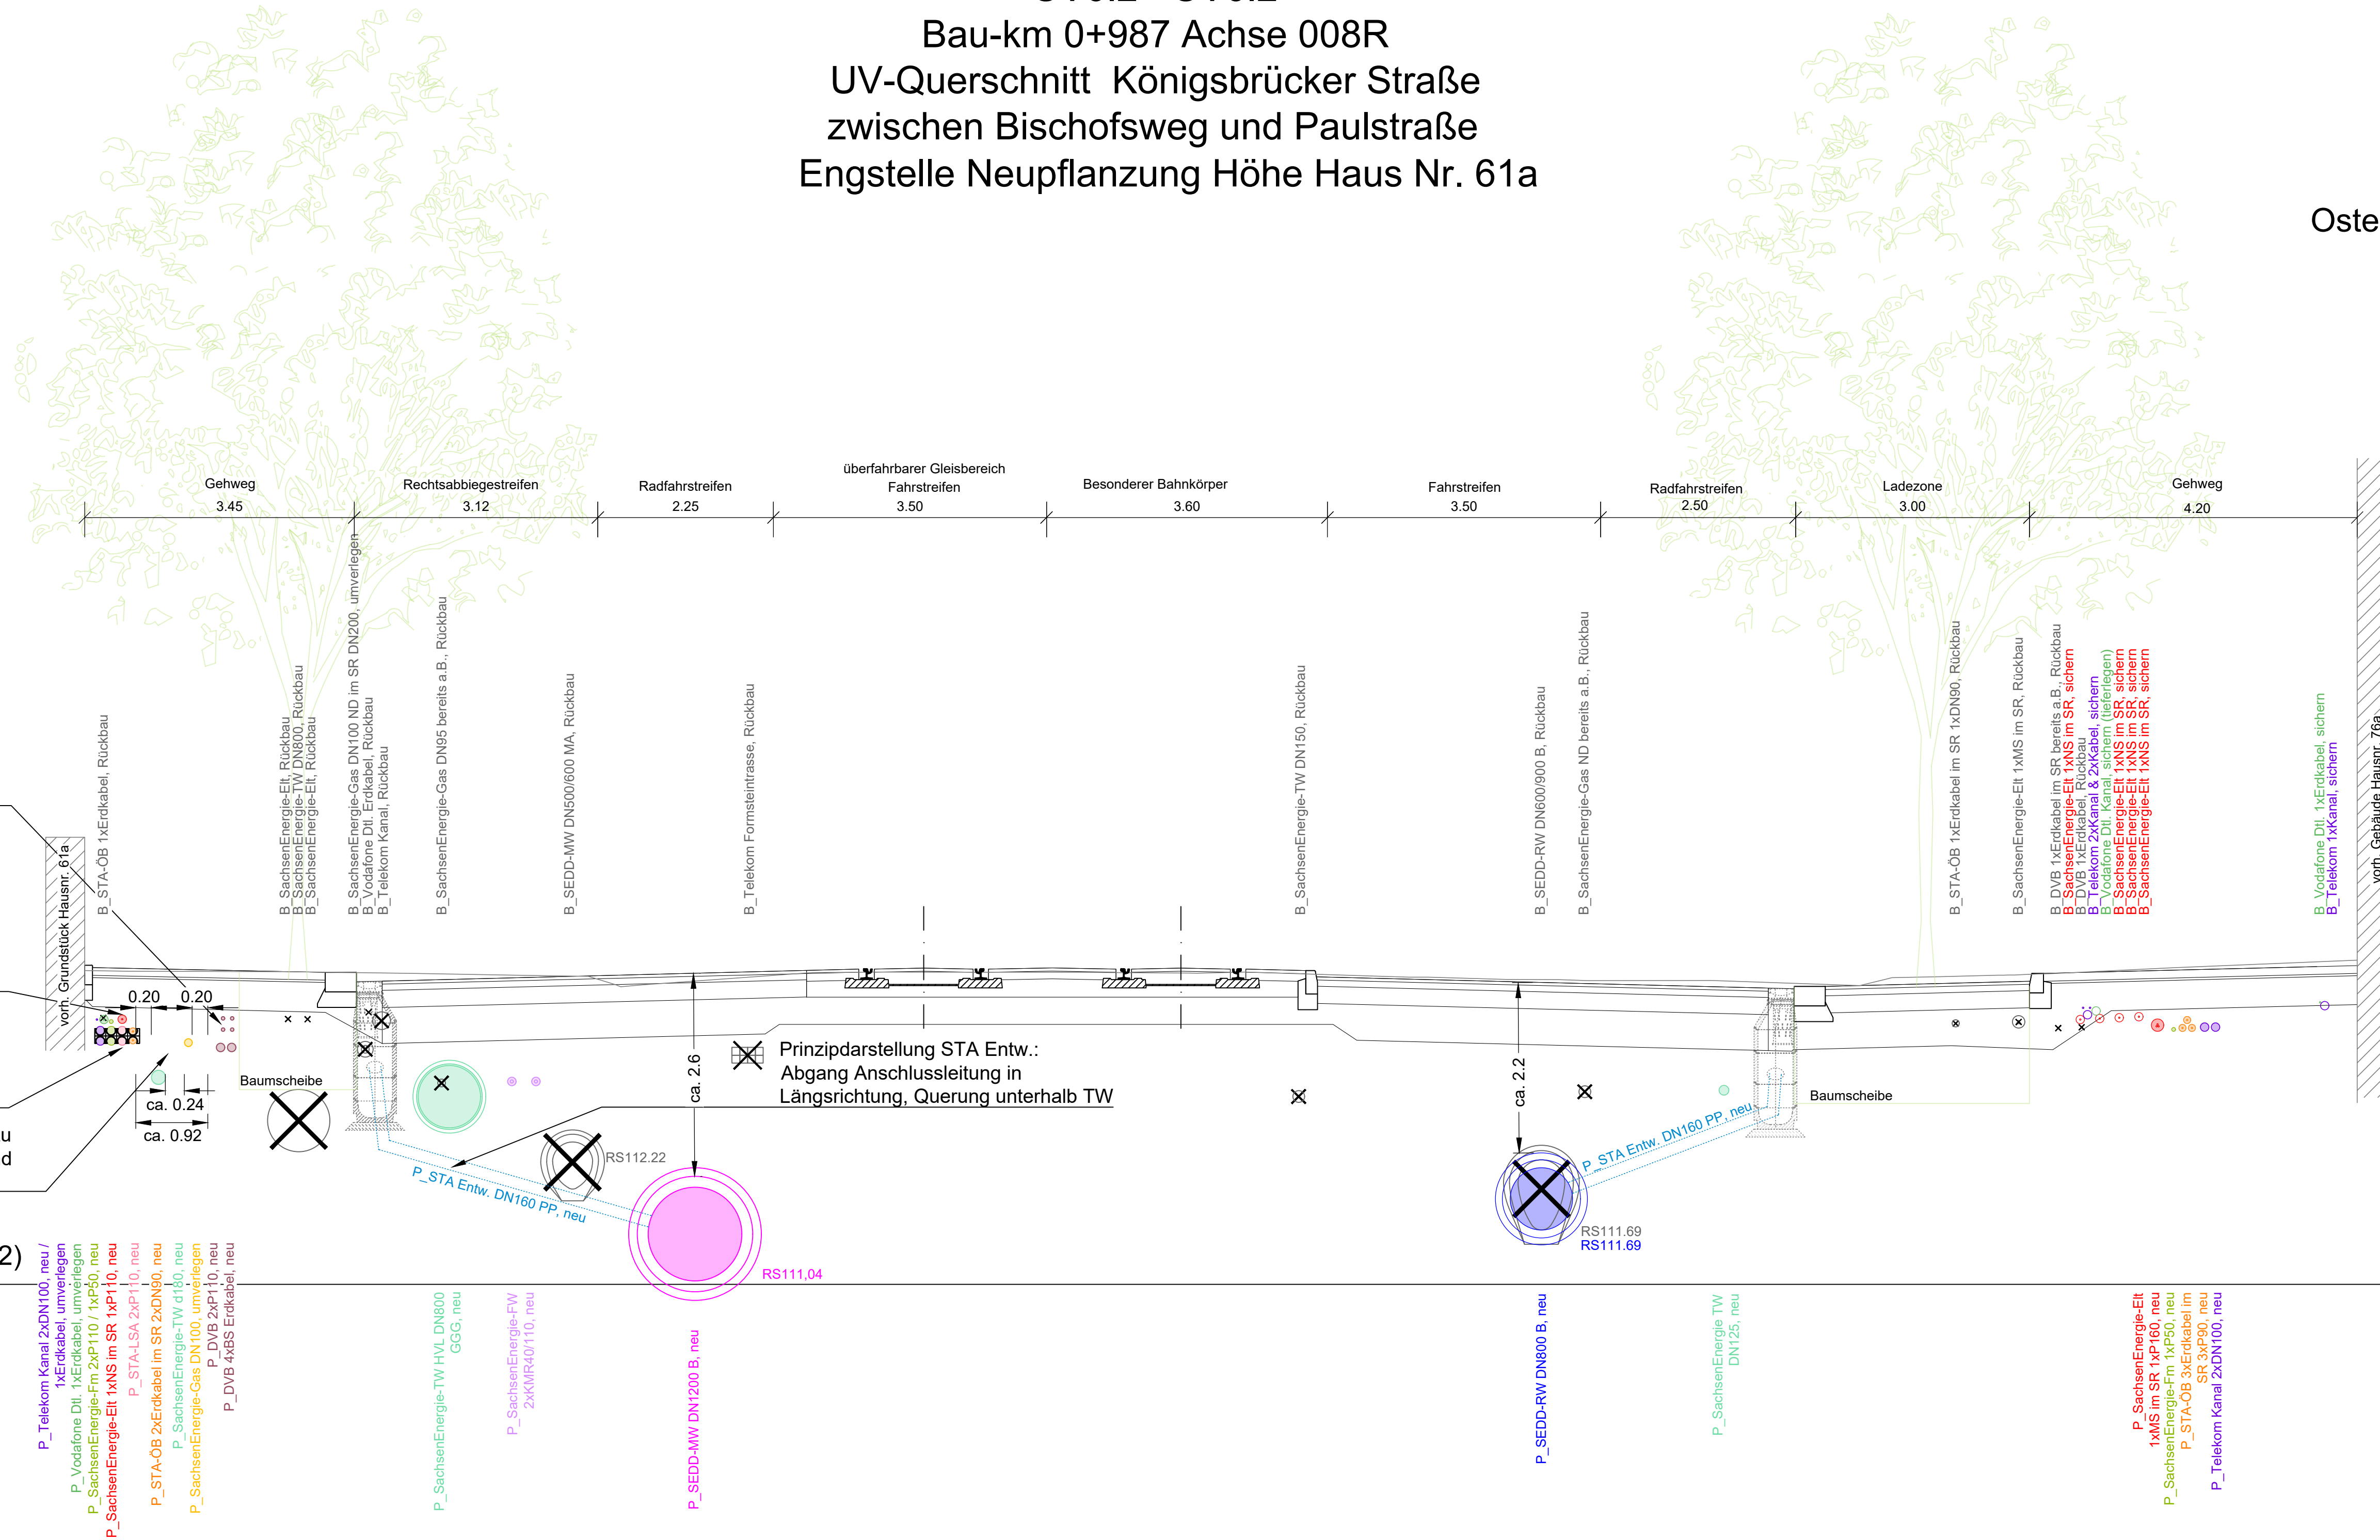 Bau-km 0+987 Achse 008R
UV-Querschnitt Königsbrücker Straße
zwischen Bischofsweg und Paulstraße
Engstelle Neupflanzung Höhe Haus Nr. 61a
Oste
Gehweg
3.45
Rechtsabbiegestreifen
3.12
Radfahrstreifen
2.25
überfahrbarer Gleisbereich
Fahrstreifen
3.50
Besonderer Bahnkörper
3.60
Fahrstreifen
3.50
Radfahrstreifen
2.50
Ladezone
3.00
Gehweg
4.20
vorh. Grundstück Hausnr. 61a
B_STA-ÖB 1xErdkabel, Rückbau
B_SachsenEnergie-Elt, Rückbau
B_SachsenEnergie-TW DN800, Rückbau
B_SachsenEnergie-Elt, Rückbau
B_SachsenEnergie-Gas DN100 ND im SR DN200, umverlegen
B_Vodafone Dtl. Erdkabel, Rückbau
B_Telekom Kanal, Rückbau
B_SachsenEnergie-Gas DN95 bereits a.B., Rückbau
B_SEDD-MW DN500/600 MA, Rückbau
B_Telekom Formsteintrasse, Rückbau
B_SachsenEnergie-TW DN150, Rückbau
B_SEDD-RW DN600/900 B, Rückbau
B_SachsenEnergie-Gas ND bereits a.B., Rückbau
B_STA-ÖB 1xErdkabel im SR 1xDN90, Rückbau
B_SachsenEnergie-Elt 1xMS im SR, Rückbau
B_DVB 1xErdkabel im SR bereits a.B., Rückbau
B_SachsenEnergie-Elt 1xNS im SR, sichern
B_DVB 1xErdkabel, Rückbau
B_Telekom 2xKanal & 2xKabel, sichern
B_Vodafone Dtl. Kanal, sichern (tieferlegen)
B_SachsenEnergie-Elt 1xNS im SR, sichern
B_SachsenEnergie-Elt 1xNS im SR, sichern
B_SachsenEnergie-Elt 1xNS im SR, sichern
B_Vodafone Dtl. 1xErdkabel, sichern
B_Telekom 1xKanal, sichern
vorh. Gebäude Hausnr. 76a
0.20
0.20
ca. 0.24
ca. 0.92
Baumscheibe
ca. 2.6
Prinzipdarstellung STA Entw.:
Abgang Anschlussleitung in
Längsrichtung, Querung unterhalb TW
ca. 2.2
Baumscheibe
P_STA Entw. DN160 PP, neu
P_STA Entw. DN160 PP, neu
RS112.22
RS111,04
RS111.69
RS111.69
u
d
2)
P_Telekom Kanal 2xDN100, neu /
1xErdkabel, umverlegen
P_Vodafone Dtl. 1xErdkabel, umverlegen
P_SachsenEnergie-Fm 2xP110 / 1xP50, neu
P_SachsenEnergie-Elt 1xNS im SR 1xP110, neu
P_STA-LSA 2xP110, neu
P_STA-ÖB 2xErdkabel im SR 2xDN90, neu
P_SachsenEnergie-TW d180, neu
P_SachsenEnergie-Gas DN100, umverlegen
P_DVB 2xP110, neu
P_DVB 4xBS Erdkabel, neu
P_SachsenEnergie-TW HVL DN800
GGG, neu
P_SachsenEnergie-FW
2xKMR40/110, neu
P_SEDD-MW DN1200 B, neu
P_SEDD-RW DN800 B, neu
P_SachsenEnergie TW
DN125, neu
P_SachsenEnergie-Elt
1xMS im SR 1xP160, neu
P_SachsenEnergie-Fm 1xP50, neu
P_STA-ÖB 3xErdkabel im
SR 3xP90, neu
P_Telekom Kanal 2xDN100, neu